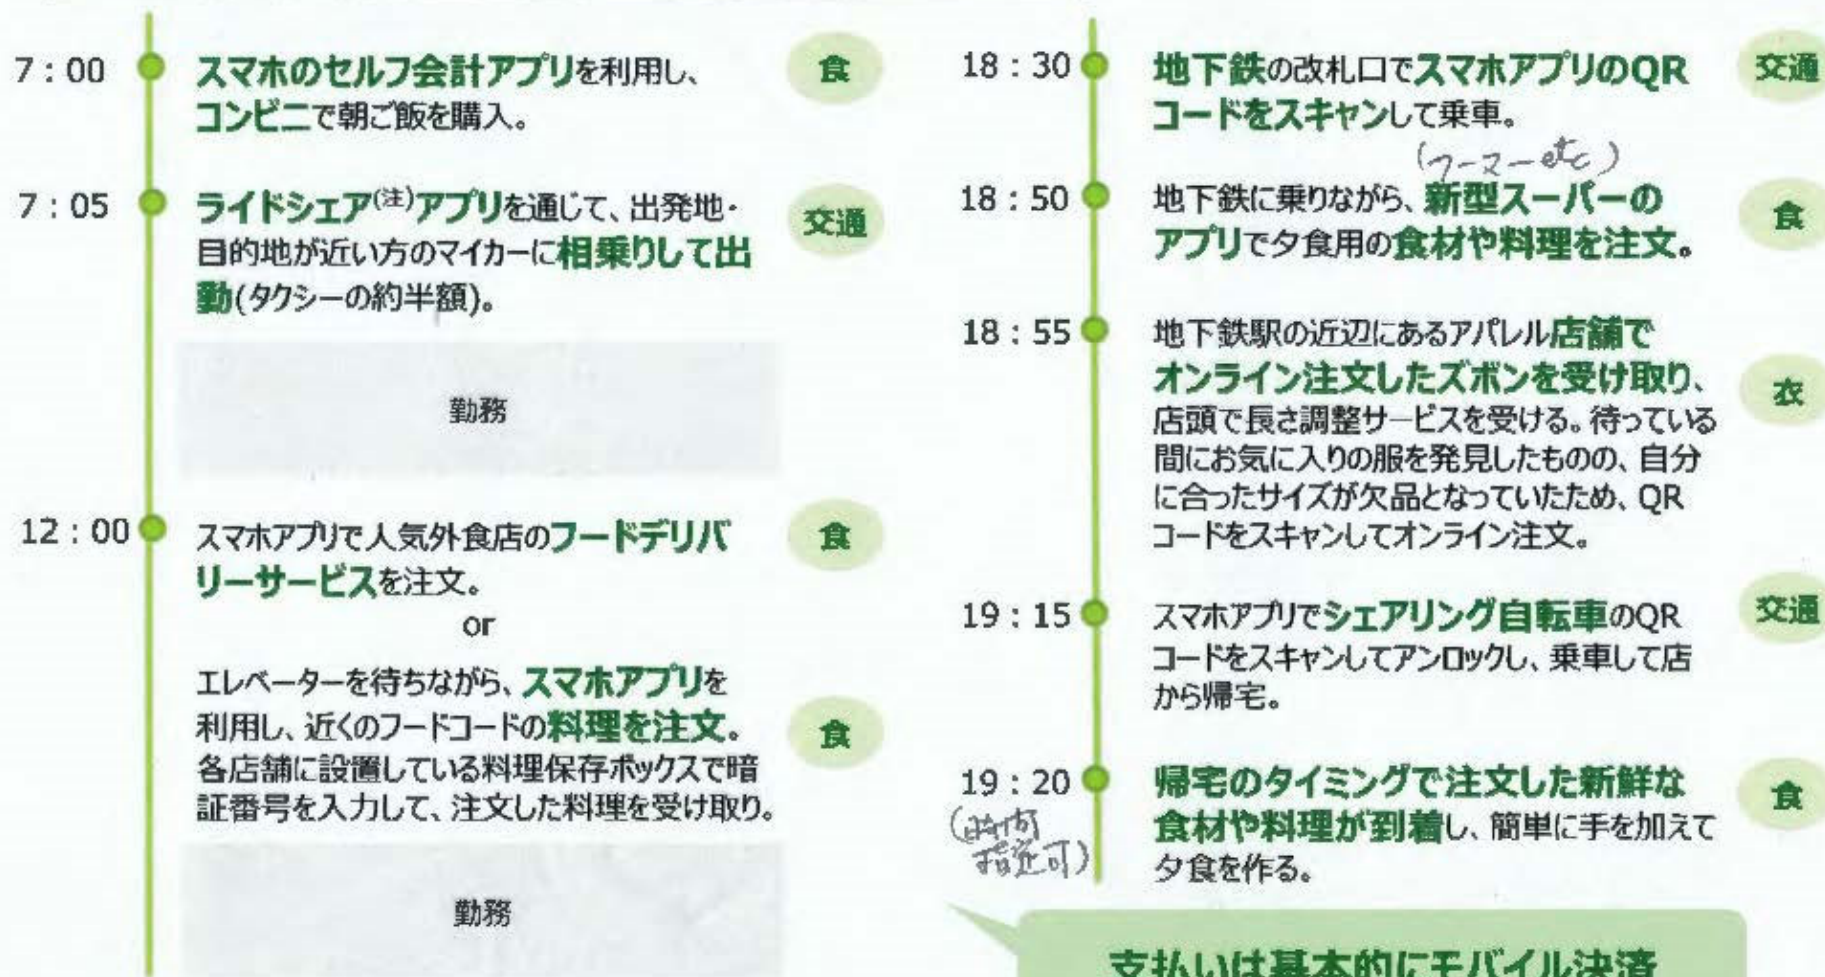 7：00
スマホのセルフ会計アプリを利用し、
コンビニで朝ご飯を購入。
食
7：05
ライドシェア(注)アプリを通じて、出発地・
目的地が近い方のマイカーに相乗りして出
勤(タクシーの約半額)。
交通
勤務
12：00
スマホアプリで人気外食店のフードデリバ
リーサービスを注文。
食
or
エレベーターを待ちながら、スマホアプリを
利用し、近くのフードコードの料理を注文。
各店舗に設置している料理保存ボックスで暗
証番号を入力して、注文した料理を受け取り。
食
勤務
18：30
地下鉄の改札口でスマホアプリのQR
コードをスキャンして乗車。
交通
(フーマーetc)
18：50
地下鉄に乗りながら、新型スーパーの
アプリで夕食用の食材や料理を注文。
食
18：55
地下鉄駅の近辺にあるアパレル店舗で
オンライン注文したズボンを受け取り、
店頭で長さ調整サービスを受ける。待っている
間にお気に入りの服を発見したものの、自分
に合ったサイズが欠品となっていたため、QR
コードをスキャンしてオンライン注文。
衣
19：15
スマホアプリでシェアリング自転車のQR
コードをスキャンしてアンロックし、乗車して店
から帰宅。
交通
19：20
(時間
指定可)
帰宅のタイミングで注文した新鮮な
食材や料理が到着し、簡単に手を加えて
夕食を作る。
食
支払いは基本的にモバイル決済